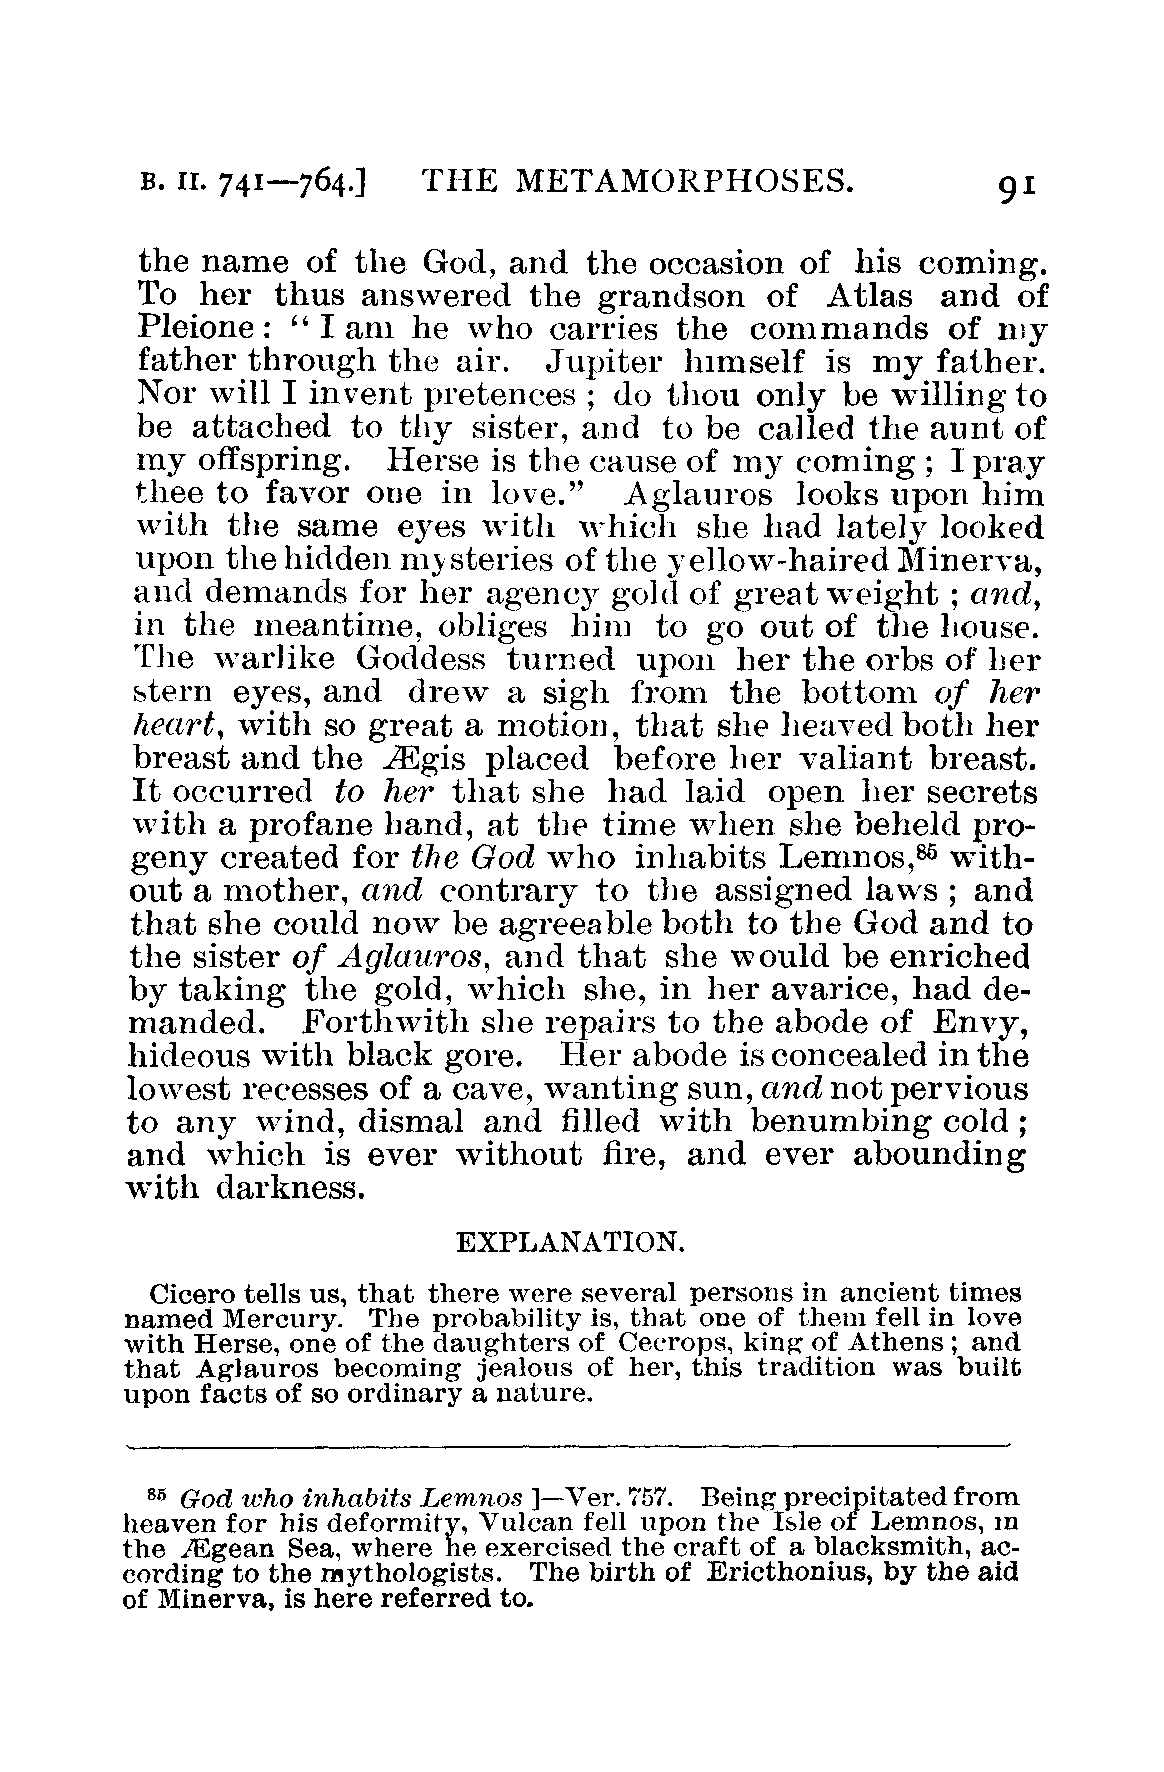 B. II. 741—764.] THE METAMORPHOSES. 91
the name of the God, and the occasion of his coming.
To her thus answered the grandson of Atlas and of
Pleione: “I am he who carries the commands of my
father through the air. Jupiter himself is my father.
Nor will I invent pretences; do thou only be willing to
be attached to thy sister, and to be called the aunt of
my offspring. Herse is the cause of my coming; I pray
thee to favor one in love.” Aglauros looks upon him
with the same eyes with which she had lately looked
upon the hidden mysteries of the yellow-haired Minerva,
and demands for her agency gold of great weight; and,
in the meantime, obliges him to go out of the house.
The warlike Goddess turned upon her the orbs of her
stern eyes, and drew a sigh from the bottom of her
heart, with so great a motion, that she heaved both her
breast and the Ægis placed before her valiant breast.
It occurred to her that she had laid open her secrets
with a profane hand, at the time when she beheld pro-
geny created for the God who inhabits Lemnos,85 with-
out a mother, and contrary to the assigned laws; and
that she could now be agreeable both to the God and to
the sister of Aglauros, and that she would be enriched
by taking the gold, which she, in her avarice, had de-
manded. Forthwith she repairs to the abode of Envy,
hideous with black gore. Her abode is concealed in the
lowest recesses of a cave, wanting sun, and not pervious
to any wind, dismal and filled with benumbing cold;
and which is ever without fire, and ever abounding
with darkness.
EXPLANATION.
Cicero tells us, that there were several persons in ancient times
named Mercury. The probability is, that one of them fell in love
with Herse, one of the daughters of Cecrops, king of Athens; and
that Aglauros becoming jealous of her, this tradition was built
upon facts of so ordinary a nature.
85 God who inhabits Lemnos]—Ver. 757. Being precipitated from
heaven for his deformity, Vulcan fell upon the Isle of Lemnos, in
the Ægean Sea, where he exercised the craft of a blacksmith, ac-
cording to the mythologists. The birth of Ericthonius, by the aid
of Minerva, is here referred to.